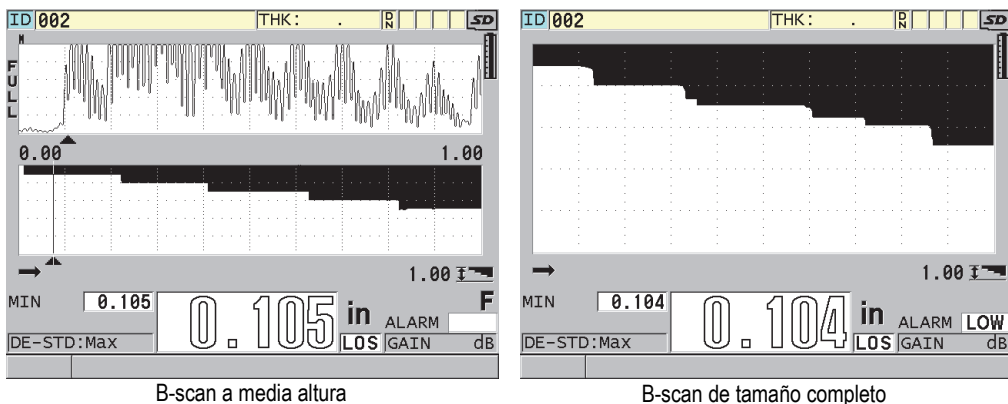 ID 002 THK: . DN SD
M
FULL
0.00 1.00
1.00
MIN 0.105 0.105 in F
ALARM
DE-STD:Max LOS GAIN dB
B-scan a media altura
ID 002 THK: . DN SD
1.00
MIN 0.104 0.104 in
ALARM LOW
DE-STD:Max LOS GAIN dB
B-scan de tamaño completo